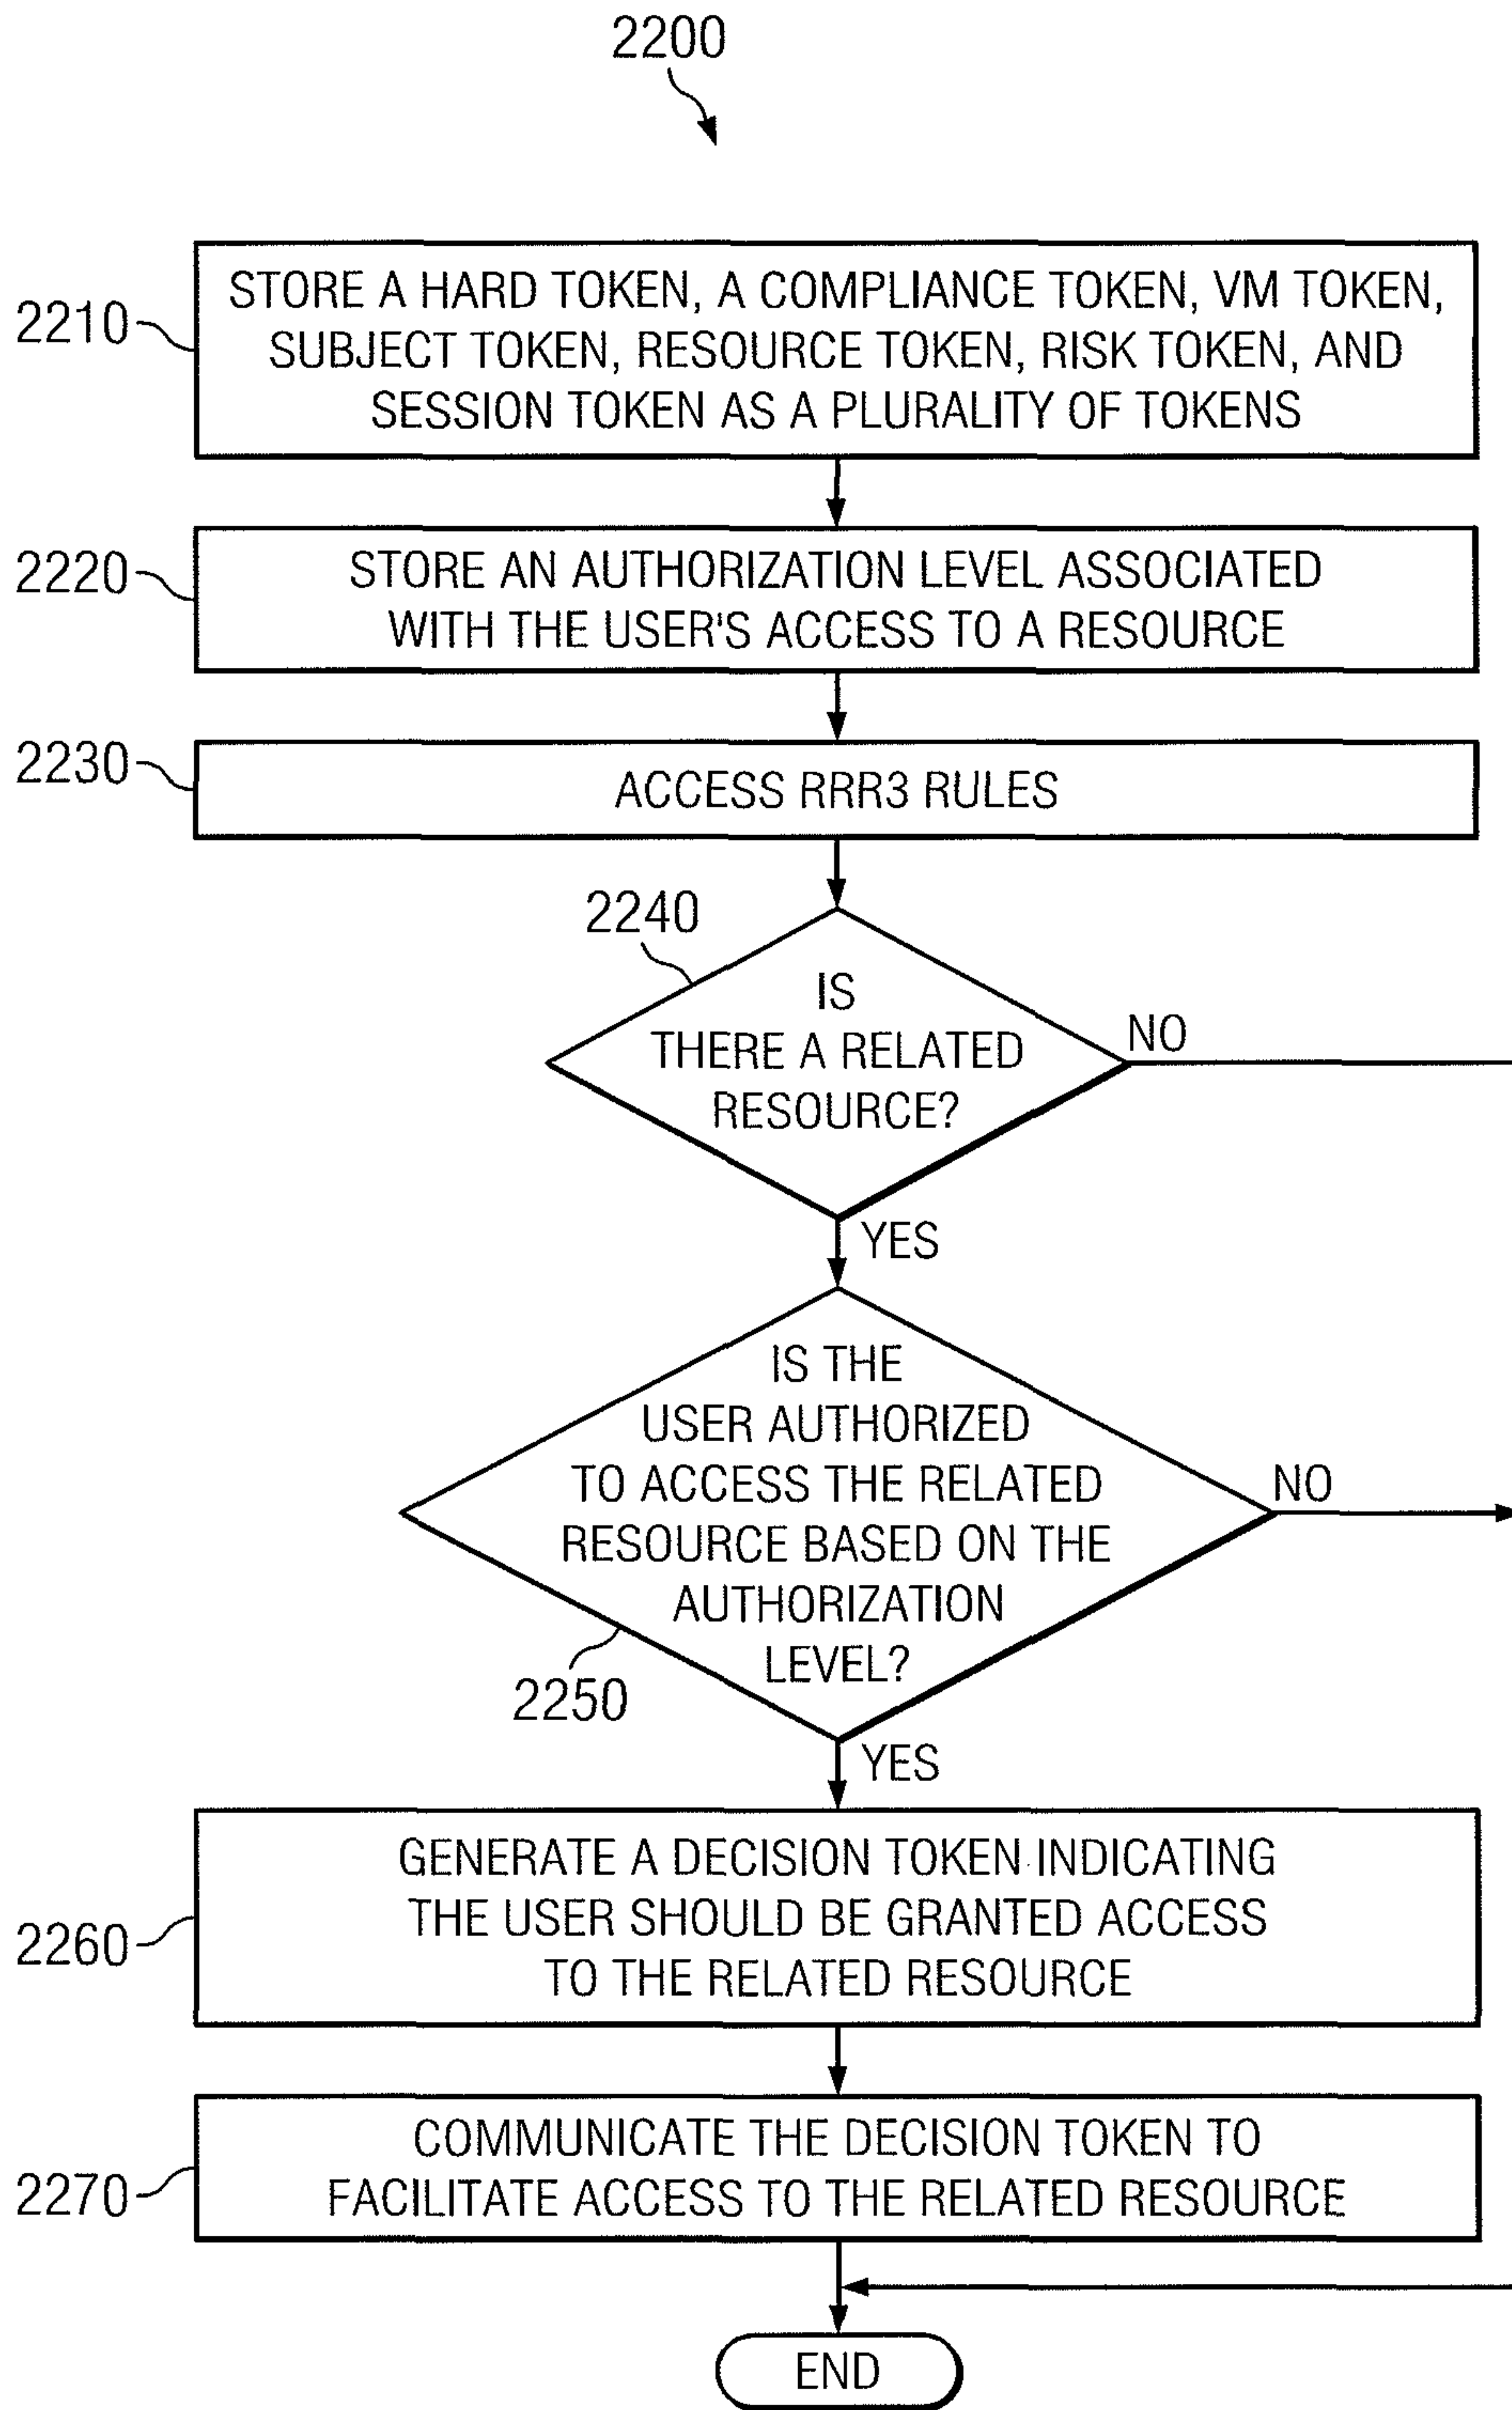 2200
2210
STORE A HARD TOKEN, A COMPLIANCE TOKEN, VM TOKEN,
SUBJECT TOKEN, RESOURCE TOKEN, RISK TOKEN, AND
SESSION TOKEN AS A PLURALITY OF TOKENS
2220
STORE AN AUTHORIZATION LEVEL ASSOCIATED
WITH THE USER'S ACCESS TO A RESOURCE
2230
ACCESS RRR3 RULES
2240
IS
THERE A RELATED
RESOURCE?
NO
YES
IS THE
USER AUTHORIZED
TO ACCESS THE RELATED
RESOURCE BASED ON THE
AUTHORIZATION
LEVEL?
NO
2250
YES
2260
GENERATE A DECISION TOKEN INDICATING
THE USER SHOULD BE GRANTED ACCESS
TO THE RELATED RESOURCE
2270
COMMUNICATE THE DECISION TOKEN TO
FACILITATE ACCESS TO THE RELATED RESOURCE
END